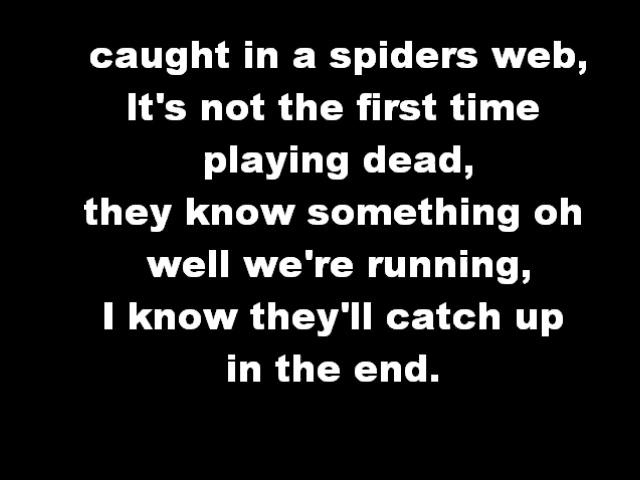 caught in a spiders web,
It's not the first time
playing dead,
they know something oh
well we're running,
I know they'll catch up
in the end.